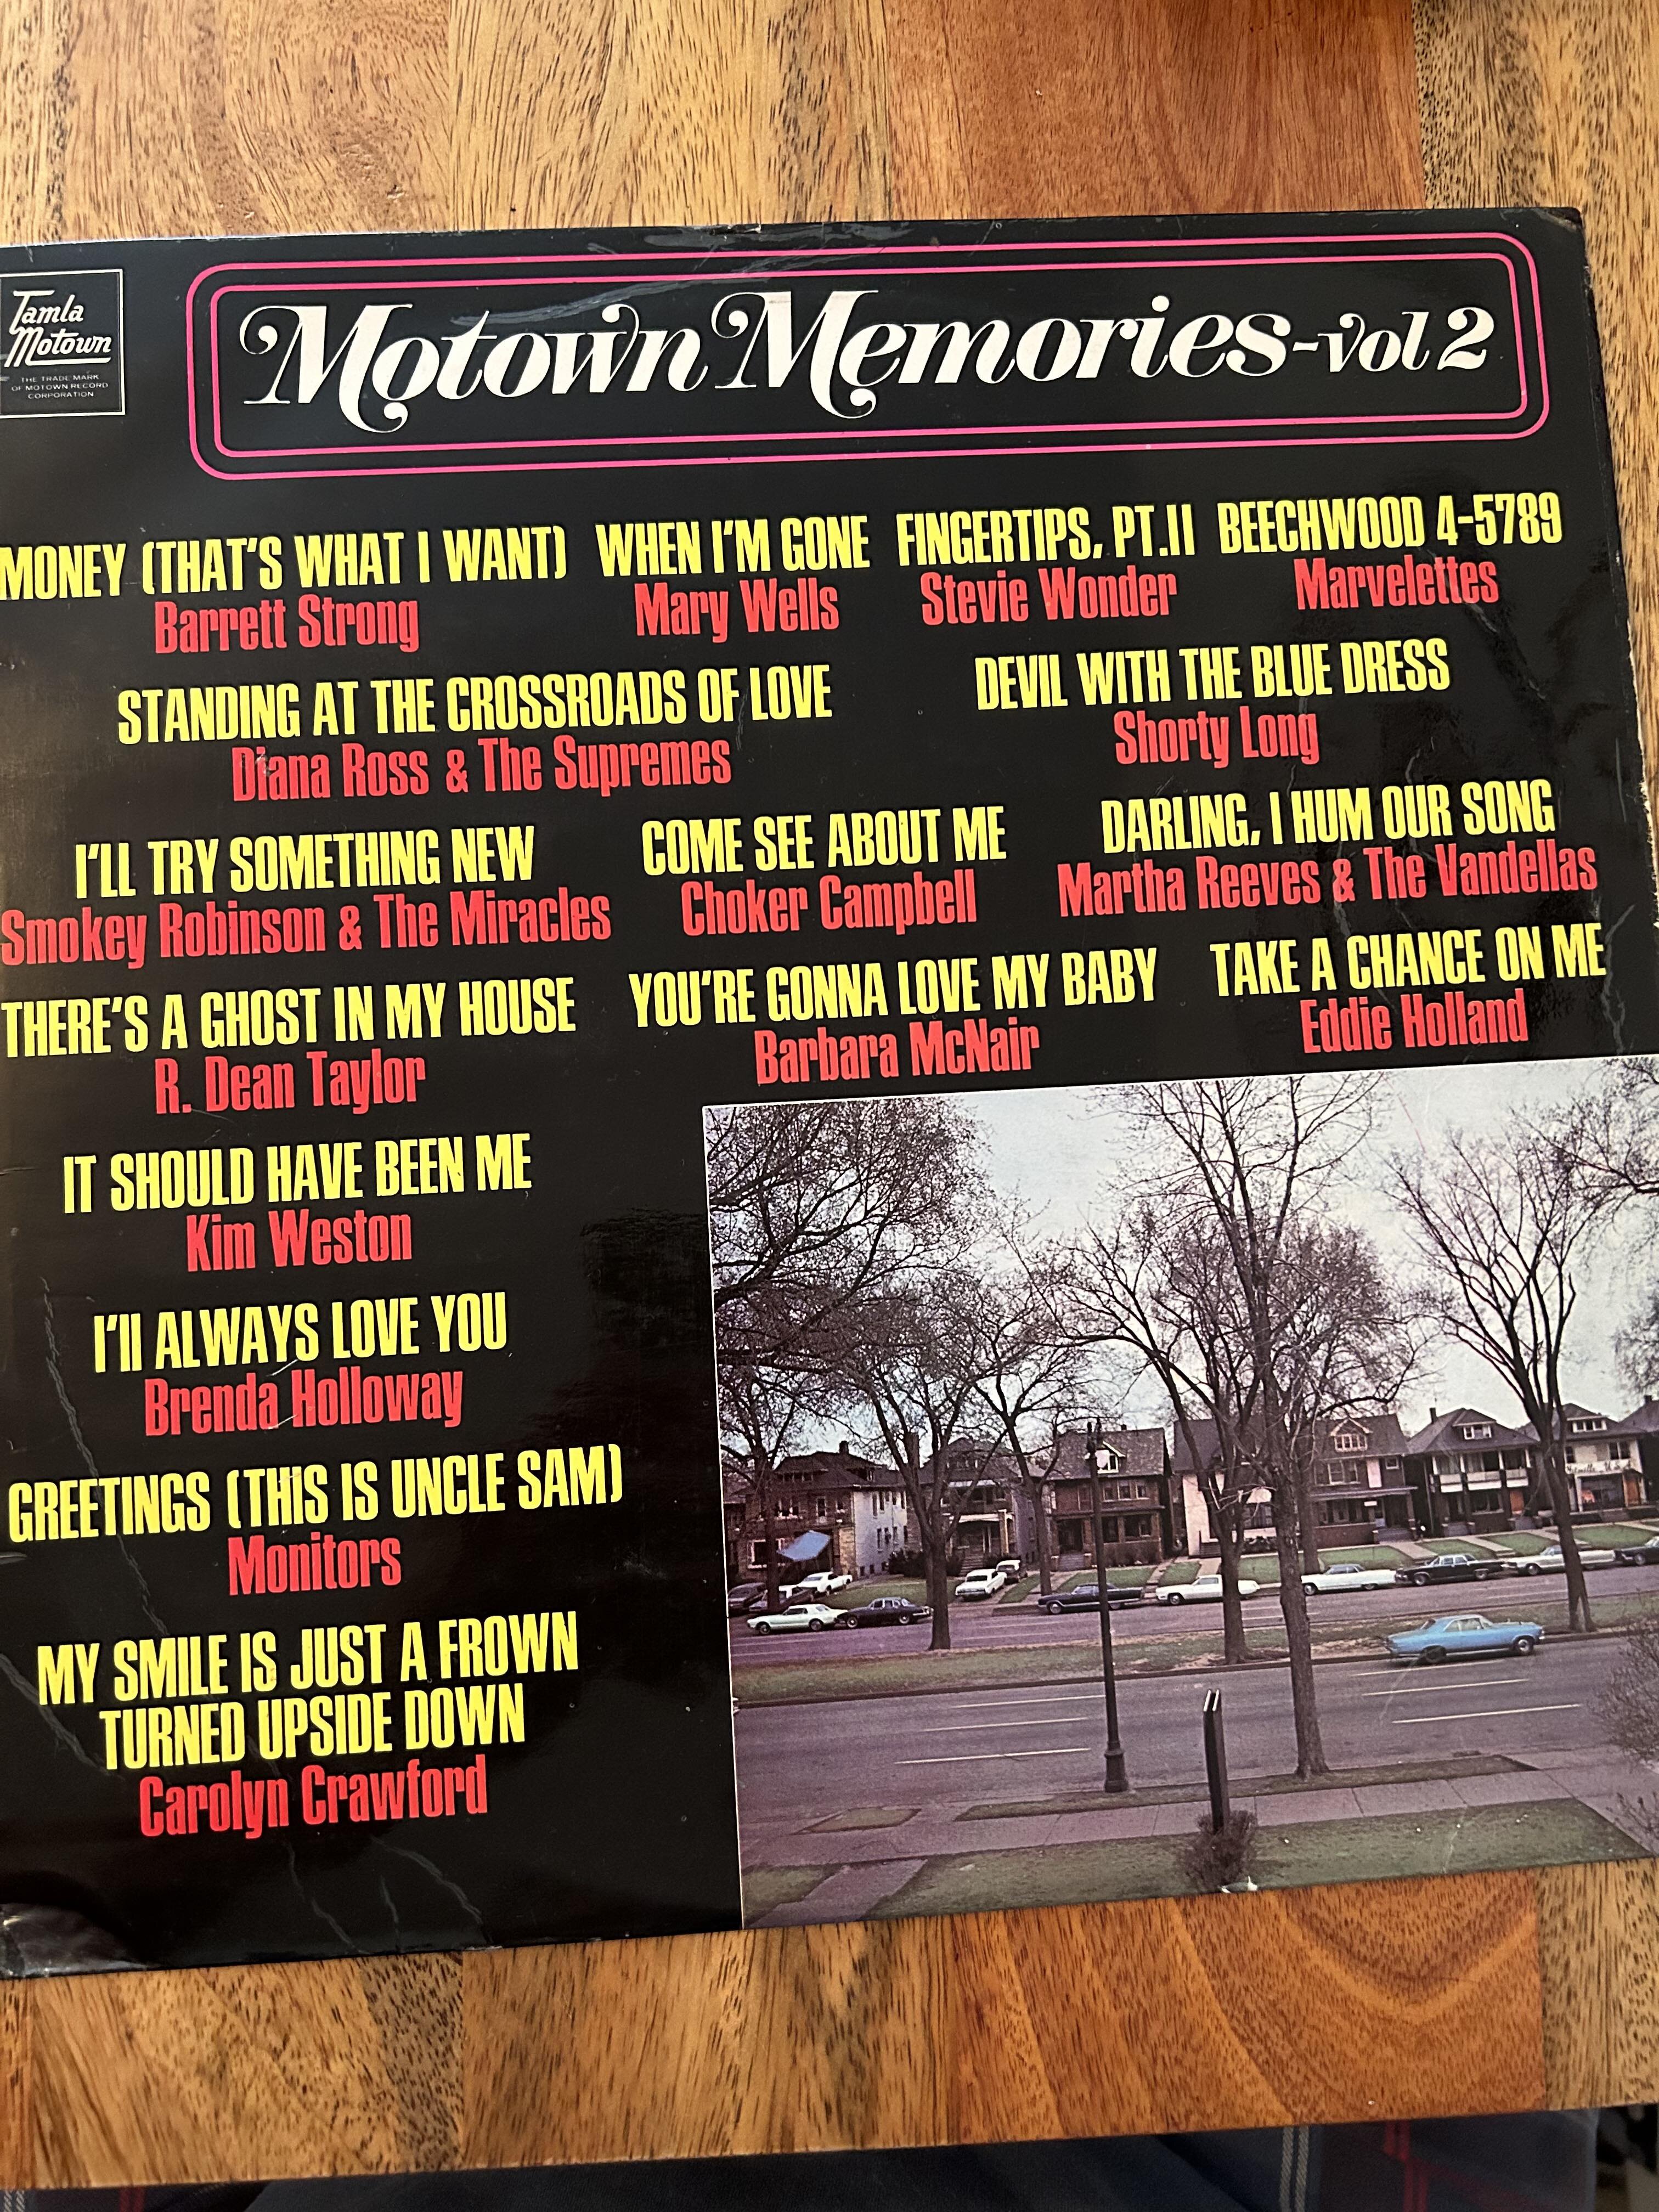 Tamla
Motown
THE TRADE MARK
OF MOTOWN RECORD
CORPORATION
Motown Memories-vol 2
MONEY (THAT'S WHAT I WANT)
Barrett Strong
WHEN I'M GONE
Mary Wells
FINGERTIPS, PT.II
Stevie Wonder
BEECHWOOD 4-5789
Marvelettes
STANDING AT THE CROSSROADS OF LOVE
Diana Ross & The Supremes
DEVIL WITH THE BLUE DRESS
Shorty Long
I'LL TRY SOMETHING NEW
Smokey Robinson & The Miracles
COME SEE ABOUT ME
Choker Campbell
DARLING, I HUM OUR SONG
Martha Reeves & The Vandellas
THERE'S A GHOST IN MY HOUSE
R. Dean Taylor
YOU'RE GONNA LOVE MY BABY
Barbara McNair
TAKE A CHANCE ON ME
Eddie Holland
IT SHOULD HAVE BEEN ME
Kim Weston
I'll ALWAYS LOVE YOU
Brenda Holloway
GREETINGS (THIS IS UNCLE SAM)
Monitors
MY SMILE IS JUST A FROWN
TURNED UPSIDE DOWN
Carolyn Crawford